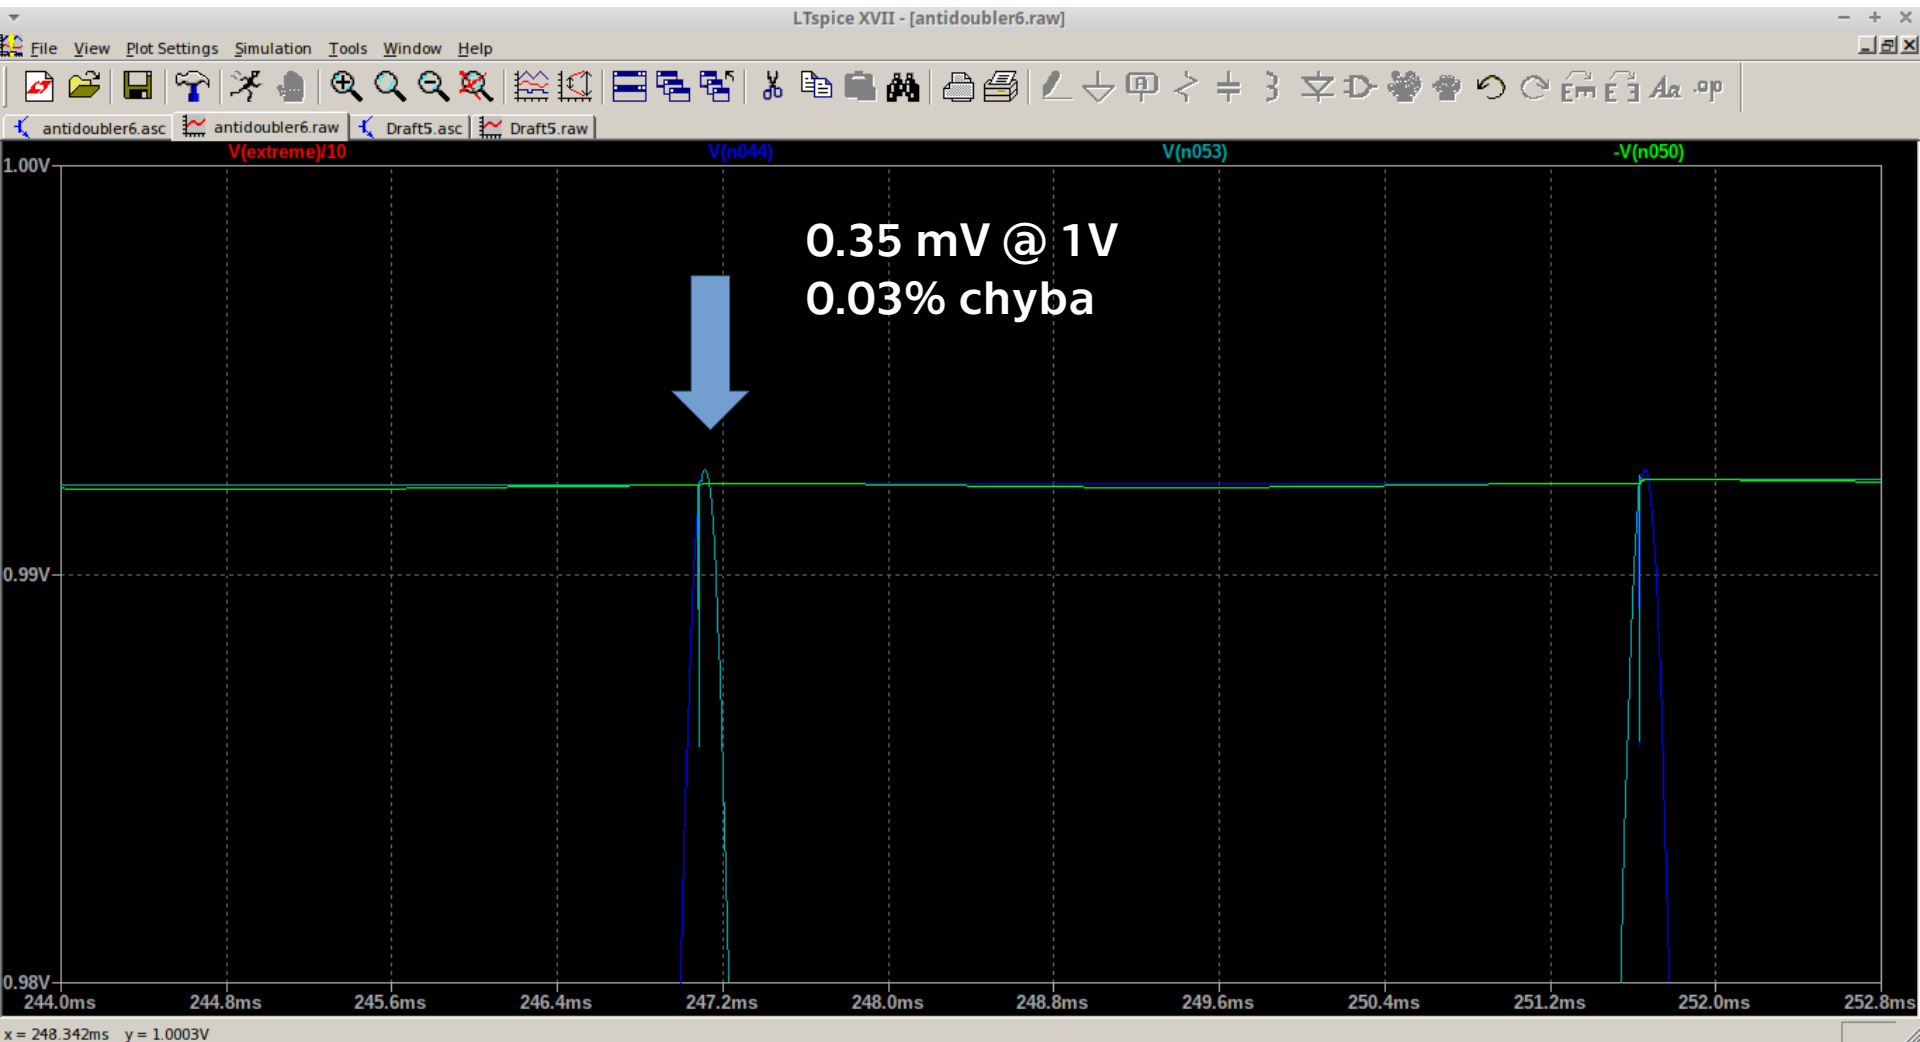 LTspice XVII - [antidoubler6.raw]
File View Plot Settings Simulation Tools Window Help
antidoubler6.asc antidoubler6.raw Draft5.asc Draft5.raw
V(extreme)/10 V(n044) V(n053) -V(n050)
1.00V
0.35 mV @ 1V
0.03% chyba
0.99V
0.98V
244.0ms 244.8ms 245.6ms 246.4ms 247.2ms 248.0ms 248.8ms 249.6ms 250.4ms 251.2ms 252.0ms 252.8ms
x = 248.342ms y = 1.0003V